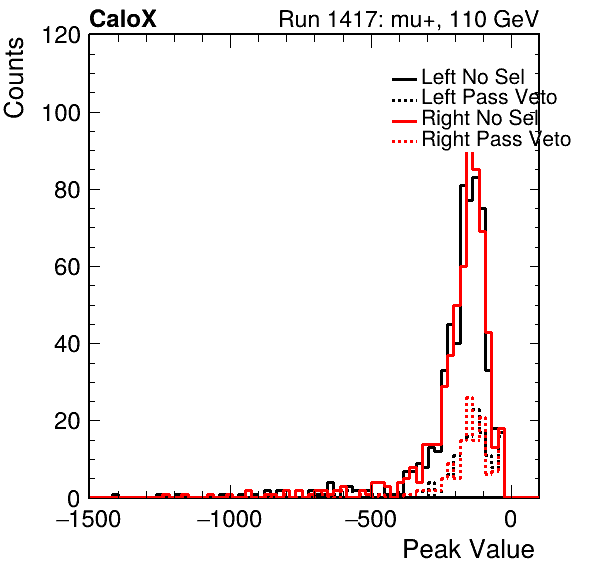 CaloX Run 1417: mu+, 110 GeV
Counts
120
100
80
60
40
20
0
Left No Sel
Left Pass Veto
Right No Sel
Right Pass Veto
−1500 −1000 −500 0
Peak Value